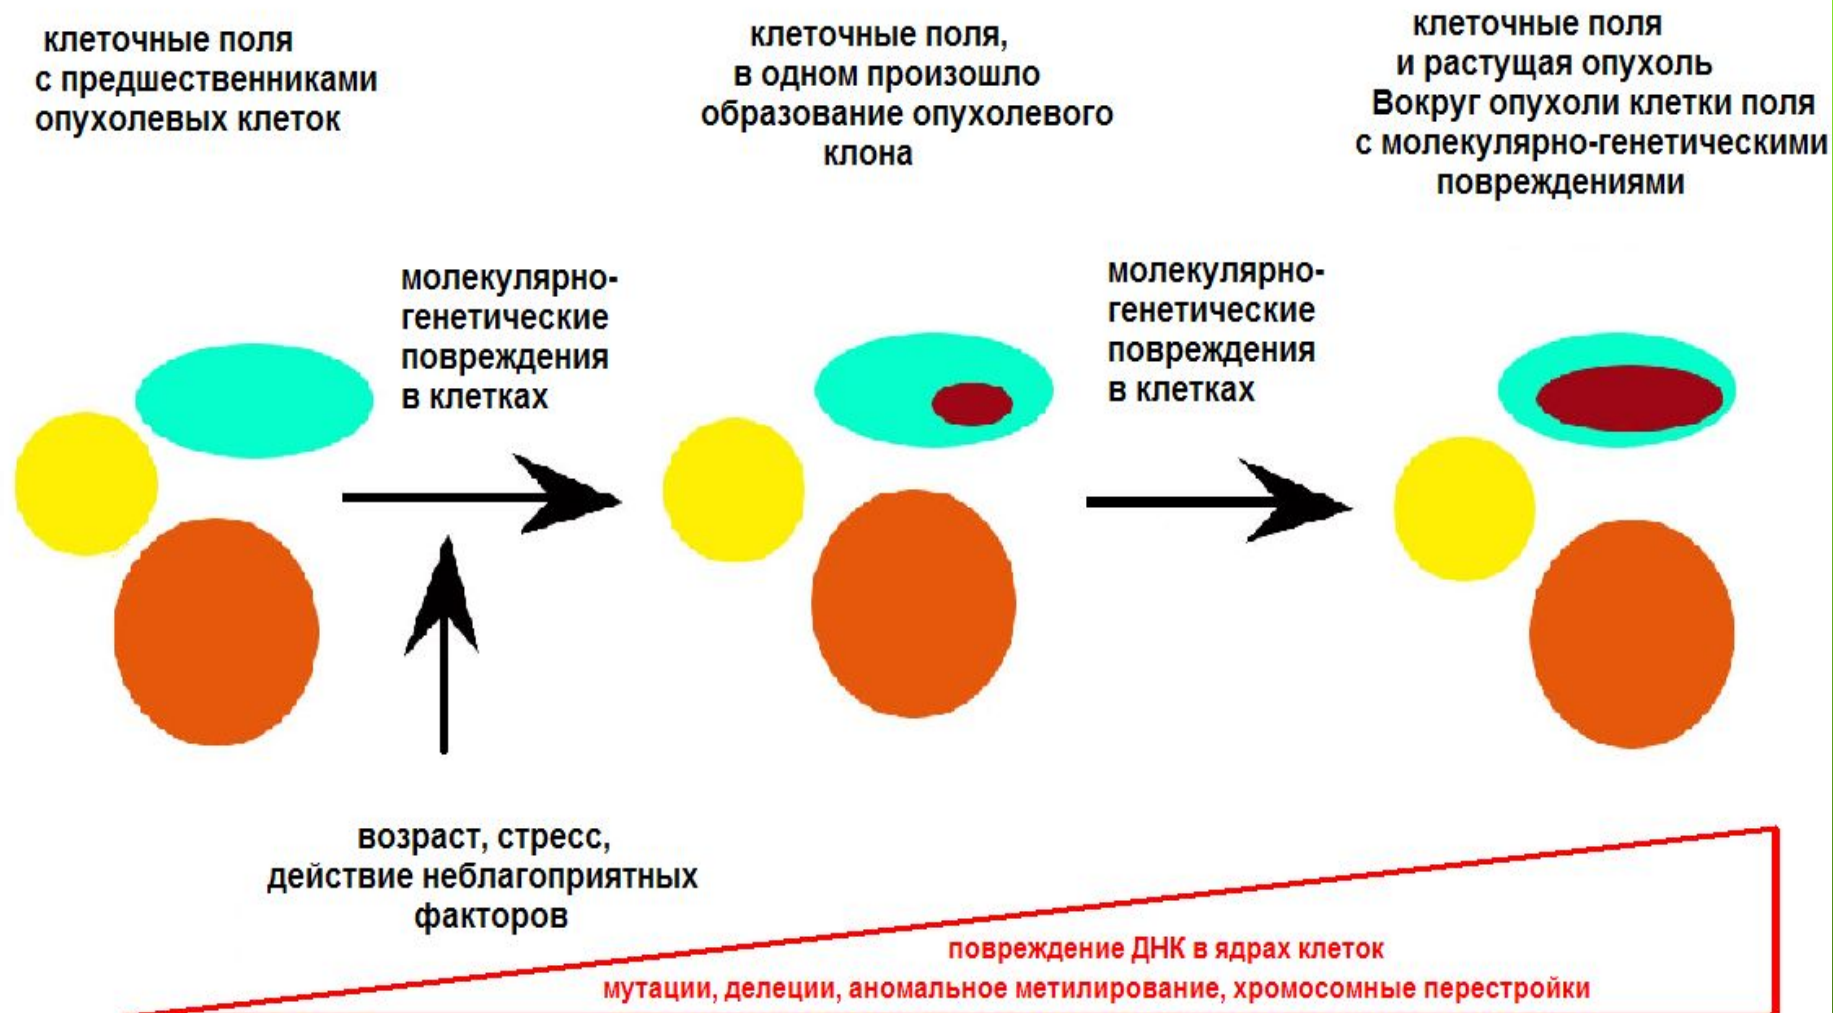 клеточные поля
с предшественниками
опухолевых клеток
клеточные поля,
в одном произошло
образование опухолевого
клона
клеточные поля
и растущая опухоль
Вокруг опухоли клетки поля
с молекулярно-генетическими
повреждениями
молекулярно-
генетические
повреждения
в клетках
молекулярно-
генетические
повреждения
в клетках
возраст, стресс,
действие неблагоприятных
факторов
повреждение ДНК в ядрах клеток
мутации, делеции, аномальное метилирование, хромосомные перестройки